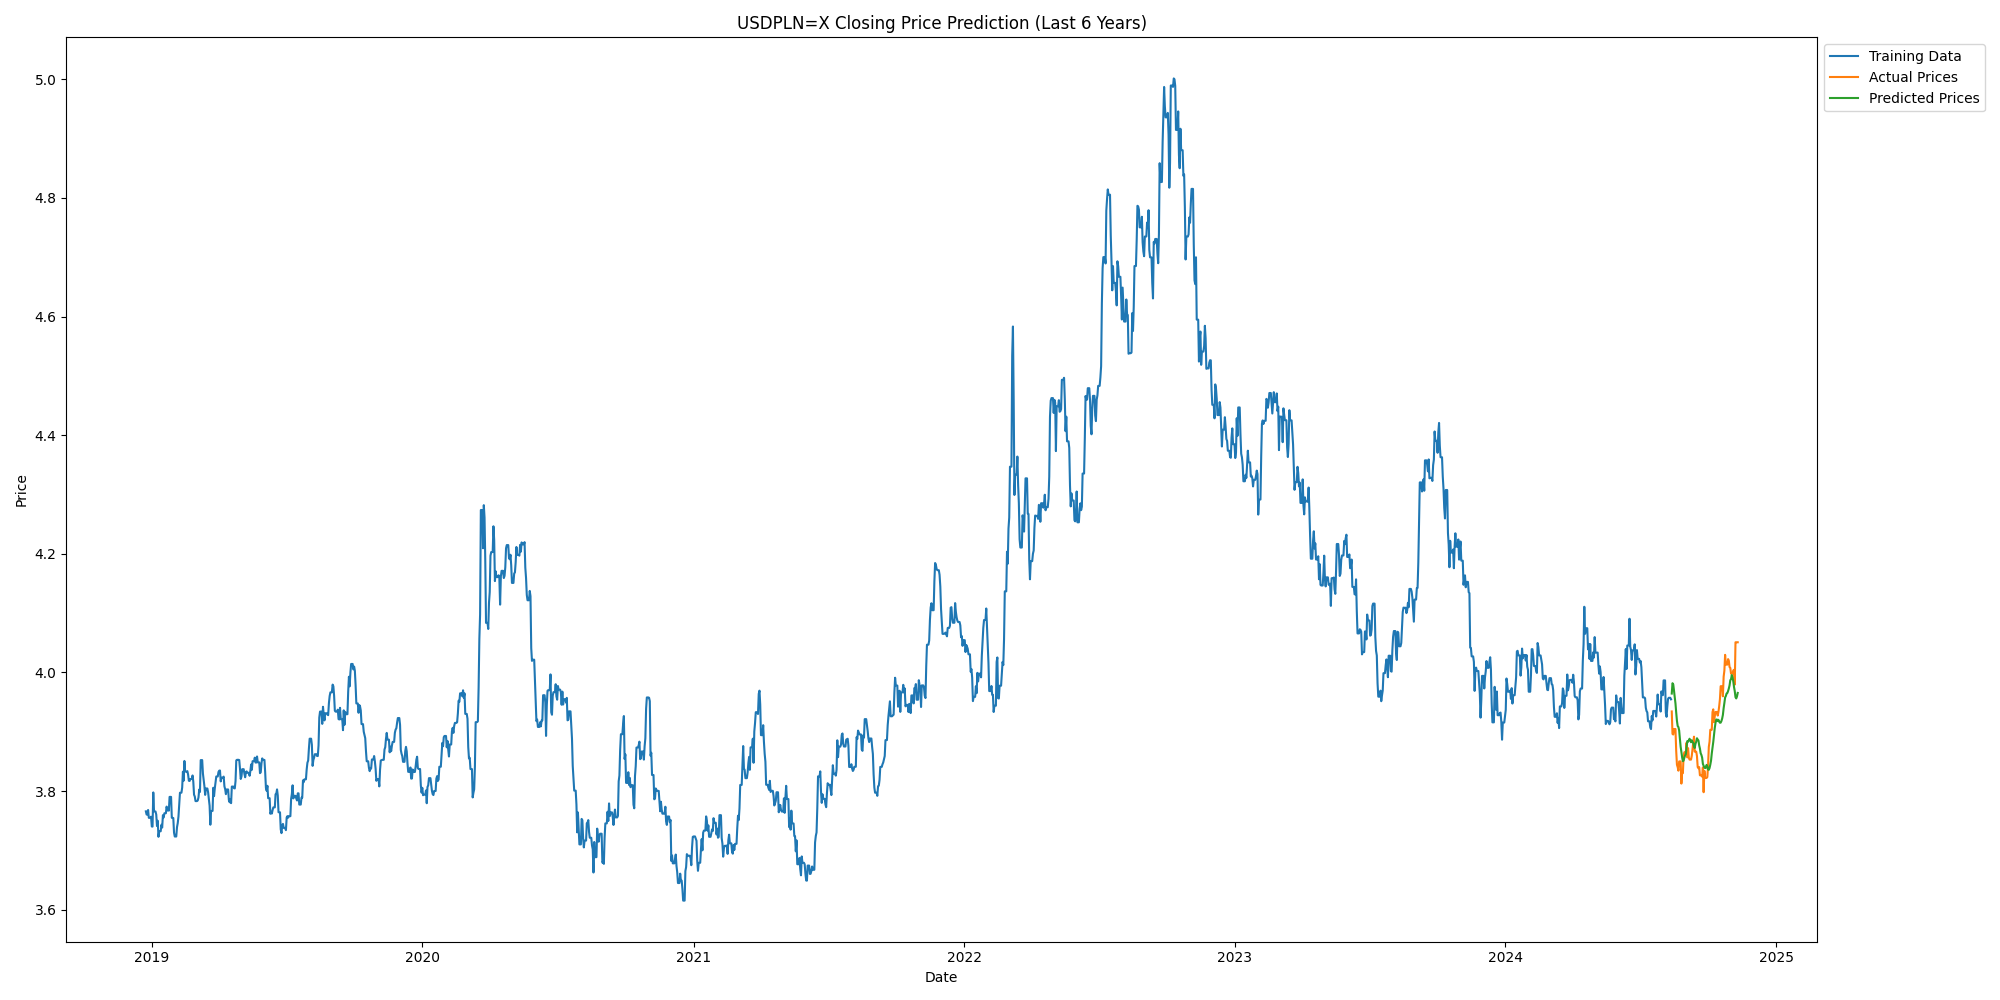 USDPLN=X Closing Price Prediction (Last 6 Years)
Training Data
Actual Prices
Predicted Prices
Price
5.0
4.8
4.6
4.4
4.2
4.0
3.8
3.6
2019 2020 2021 2022 2023 2024 2025
Date